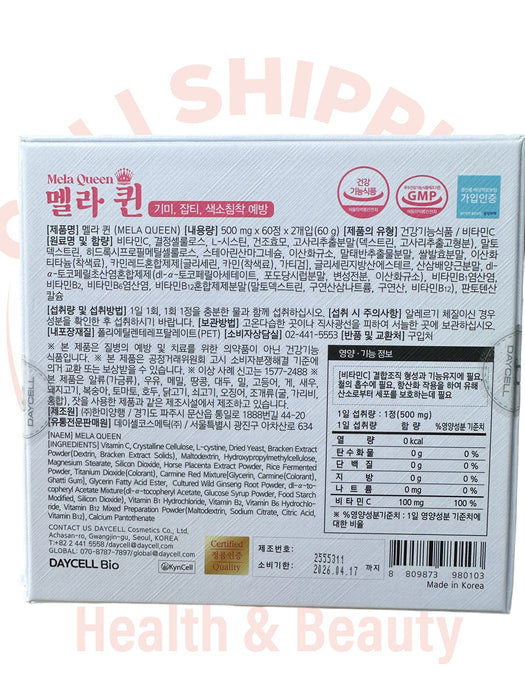 LI SHIPPI
Mela Queen
멜라 퀸
기미, 잡티, 색소침착 예방
건강
기능식품
식품의약품안전처
GMP
식품의약품안전처
가입인증
[제품명] 멜라 퀸 (MELA QUEEN) [내용량] 500 mg x 60정 x 2개입(60 g) [제품의 유형] 건강기능식품 / 비타민C
[원료명 및 함량] 비타민C, 결정셀룰로스, L-시스틴, 건조효모, 고사리추출분말(덱스트린, 고사리추출고형분), 말토
덱스트린, 히드록시프로필메틸셀룰로스, 스테아린산마그네슘, 이산화규소, 말태반추출물분말, 쌀발효분말, 이산화
티타늄(착색료), 카민레드혼합제제[글리세린, 카민(착색료), 가티검], 글리세린지방산에스테르, 산삼배양근분말, dl-
α-토코페릴초산염혼합제제(dl-α-토코페릴아세테이트, 포도당시럽분말, 변성전분, 이산화규소), 비타민B1염산염,
비타민B2, 비타민B6염산염, 비타민B12혼합제제분말(말토덱스트린, 구연산삼나트륨, 구연산, 비타민B12), 판토텐산
칼슘
[섭취량 및 섭취방법] 1일 1회, 1회 1정을 충분한 물과 함께 섭취하십시오. [섭취 시 주의사항] 알레르기 체질이신 경우
성분을 확인한 후 섭취하시기 바랍니다. [보관방법] 고온다습한 곳이나 직사광선을 피하여 서늘한 곳에 보관하십시오.
[내포장재질] 폴리에틸렌테레프탈레이트(PET) [소비자상담실] 02-441-5553 [반품 및 교환처] 구입처
※ 본 제품은 질병의 예방 및 치료를 위한 의약품이 아닌 건강기능
식품입니다. ※ 본 제품은 공정거래위원회 고시 소비자분쟁해결 기준에
의거 교환 또는 보상받을 수 있습니다. ※ 이상 사례 신고는 1577-2488 ※
본 제품은 알류(가금류), 우유, 메밀, 땅콩, 대두, 밀, 고등어, 게, 새우,
돼지고기, 복숭아, 토마토, 호두, 닭고기, 쇠고기, 오징어, 조개류(굴, 전복,
홍합), 잣을 사용한 제품과 같은 제조시설에서 제조하고 있습니다.
[제조원] (주)한미양행 / 경기도 파주시 문산읍 통일로 1888번길 44-20
[유통전문판매원] 데이셀코스메틱㈜ / 서울특별시 광진구 아차산로 634
[NAEM] MELA QUEEN
[INGREDIENTS] Vitamin C, Crystalline Cellulose, L-cystine, Dried Yeast, Bracken Extract
Powder(Dextrin, Bracken Extract Solids), Maltodextrin, Hydroxypropylmethylcellulose,
Magnesium Stearate, Silicon Dioxide, Horse Placenta Extract Powder, Rice Fermented
Powder, Titanium Dioxide(Colorant), Carmine Red Mixture[Glycerin, Carmine(Colorant),
Ghatti Gum], Glycerin Fatty Acid Ester, Cultured Wild Ginseng Root Powder, dl-α-to-
copheryl Acetate Mixture(dl-α-tocopheryl Acetate, Glucose Syrup Powder, Food Starch
Modified, Silicon Dioxide), Vitamin B1 Hydrochloride, Vitamin B2, Vitamin B6 Hydrochlo-
ride, Vitamin B12 Mixed Preparation Powder(Maltodextrin, Sodium Citrate, Citric Acid,
Vitamin B12), Calcium Pantothenate
CONTACT US DAYCELL Cosmetics Co., Ltd.
Achasan-ro, Gwangjin-gu, Seoul, KOREA
T:+82 2 441 5558 /daycell@daycell.com
GLOBAL: 070-8787-7897/global@daycell.com
DAYCELL Bio
KynCell
Certified
정품인증
Quality
영양·기능 정보
[비타민C] 결합조직 형성과 기능유지에 필요,
철의 흡수에 필요, 항산화 작용을 하여 유해
산소로부터 세포를 보호하는데 필요
1일 섭취량 : 1정(500 mg)
1일 섭취량당 함 량 %영양성분 기준치
열 량 0 kcal
탄수화물 0 g 0 %
단 백 질 0 g 0 %
지 방 0 g 0 %
나 트 륨 0 mg 0 %
비타민C 100 mg 100 %
※ %영양성분기준치 : 1일 영양성분 기준치에
대한 비율
제조번호: 2555311
소비기한: 2026.04.17 까지
8 809873 980103
Made in Korea
DAYCELL
Health & Beauty